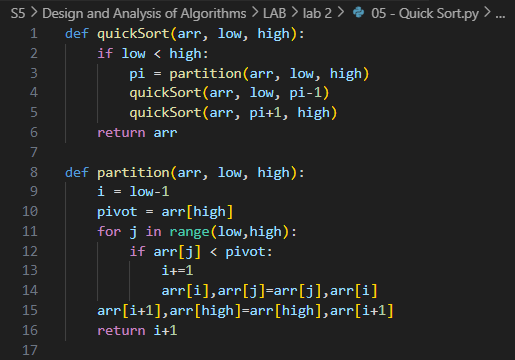 S5 > Design and Analysis of Algorithms > LAB > lab 2 > 05 - Quick Sort.py > ...
1 def quickSort(arr, low, high):
2     if low < high:
3         pi = partition(arr, low, high)
4         quickSort(arr, low, pi-1)
5         quickSort(arr, pi+1, high)
6     return arr
7
8 def partition(arr, low, high):
9     i = low-1
10     pivot = arr[high]
11     for j in range(low,high):
12         if arr[j] < pivot:
13             i+=1
14             arr[i],arr[j]=arr[j],arr[i]
15     arr[i+1],arr[high]=arr[high],arr[i+1]
16     return i+1
17